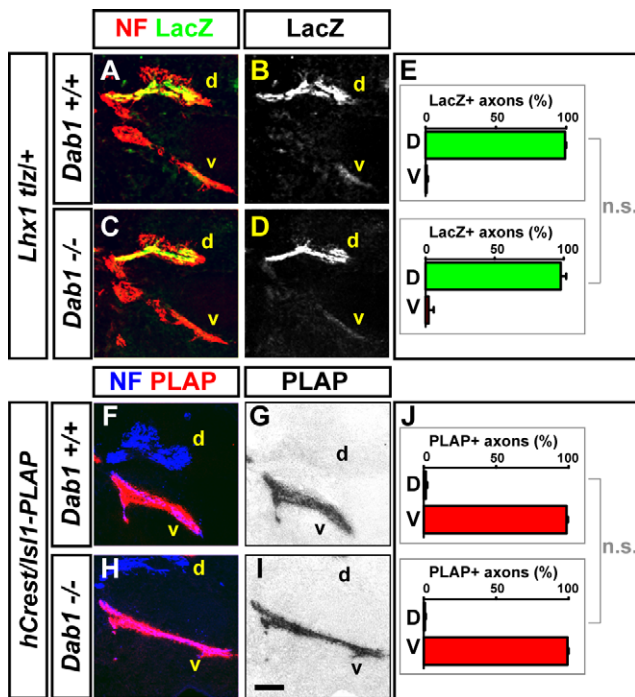 NF LacZ
LacZ
Lhx1 tlz/+
Dab1 +/+
A
d
v
B
d
v
E
LacZ+ axons (%)
0 50 100
D
V
n.s.
Dab1 -/-
C
d
v
D
d
v
LacZ+ axons (%)
0 50 100
D
V
NF PLAP
PLAP
hCrest/Isl1-PLAP
Dab1 +/+
F
d
v
G
d
v
J
PLAP+ axons (%)
0 50 100
D
V
n.s.
Dab1 -/-
H
d
v
I
d
v
PLAP+ axons (%)
0 50 100
D
V